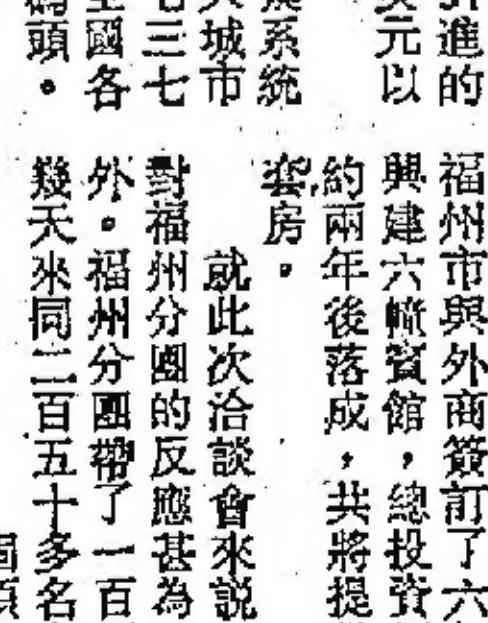 進的
元以
系統
城市
三七
國各
頭。
福州市與外商簽訂了六
興建六幢賓館，總投資
約兩年後落成，共將提
套房。
就此次洽談會來説
對福州分團的反應甚為
外。福州分團帶了一百
幾天來同二百五十多名